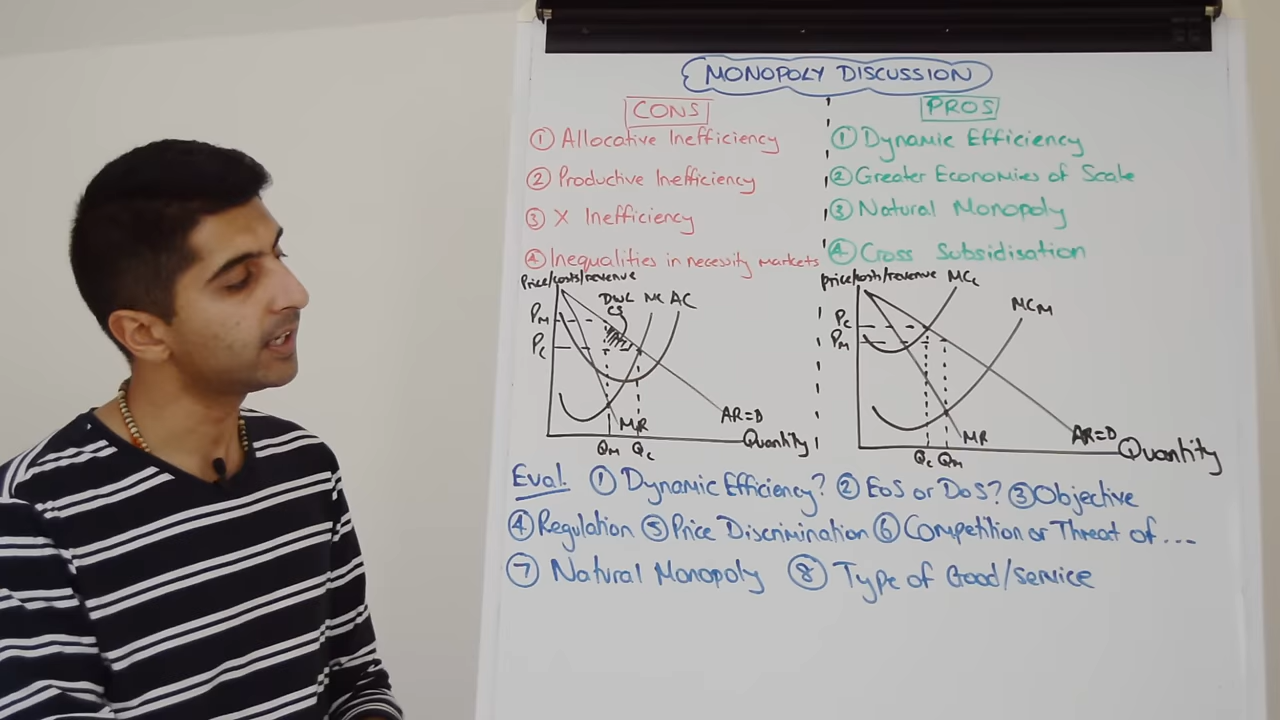 MONOPOLY DISCUSSION
CONS
① Allocative Inefficiency
② Productive Inefficiency
③ X Inefficiency
④ Inequalities in necessity markets
PROS
① Dynamic Efficiency
② Greater Economies of Scale
③ Natural Monopoly
④ Cross Subsidisation
Price/costs/revenue
DWL MC AC
CS
PM
PC
MR
AR=D
QM QC
Quantity
price/costs/revenue MCC
MCM
PC
PM
MR
AR=D
QC QM
Quantity
Eval. ① Dynamic Efficiency? ② EoS or DoS? ③ Objective
④ Regulation ⑤ Price Discrimination ⑥ Competition or Threat of...
⑦ Natural Monopoly ⑧ Type of Good/service